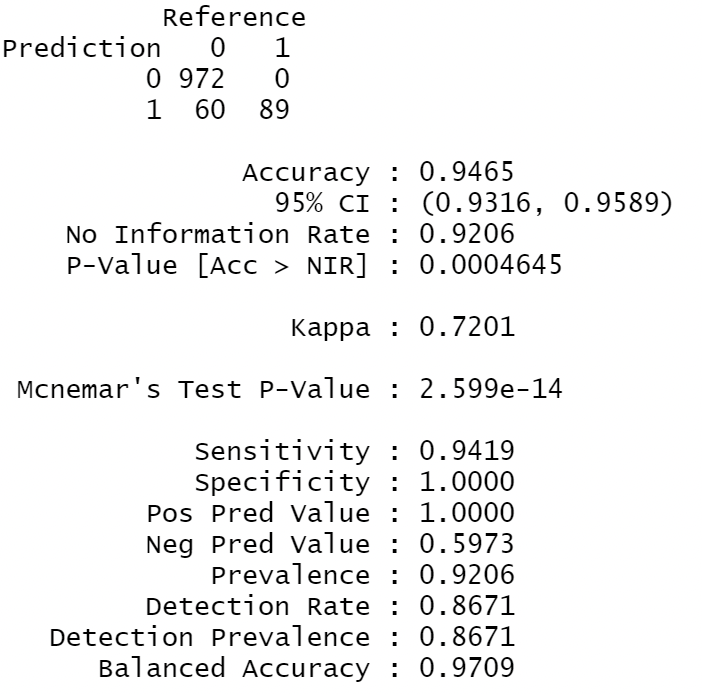 Reference
Prediction 0 1
0 972 0
1 60 89
Accuracy : 0.9465
95% CI : (0.9316, 0.9589)
No Information Rate : 0.9206
P-Value [Acc > NIR] : 0.0004645
Kappa : 0.7201
Mcnemar's Test P-Value : 2.599e-14
Sensitivity : 0.9419
Specificity : 1.0000
Pos Pred Value : 1.0000
Neg Pred Value : 0.5973
Prevalence : 0.9206
Detection Rate : 0.8671
Detection Prevalence : 0.8671
Balanced Accuracy : 0.9709